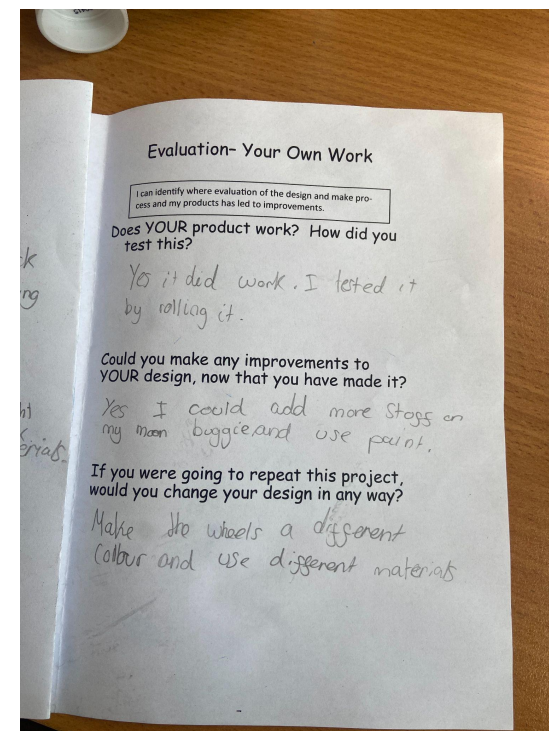 Evaluation- Your Own Work
I can identify where evaluation of the design and make pro-
cess and my products has led to improvements.
Does YOUR product work? How did you
test this?
Yes it did work. I tested it
by rolling it.
Could you make any improvements to
YOUR design, now that you have made it?
Yes I could add more stoff on
my moon buggie,and use paint.
If you were going to repeat this project,
would you change your design in any way?
Make the wheels a different
Colour and use different materials